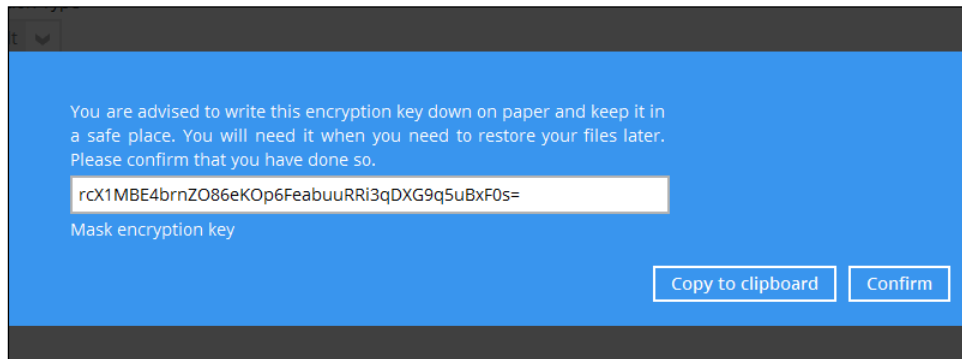 You are advised to write this encryption key down on paper and keep it in
a safe place. You will need it when you need to restore your files later.
Please confirm that you have done so.
rcX1MBE4brnZO86eKOp6FeabuuRRi3qDXG9q5uBxF0s=
Mask encryption key
Copy to clipboard Confirm